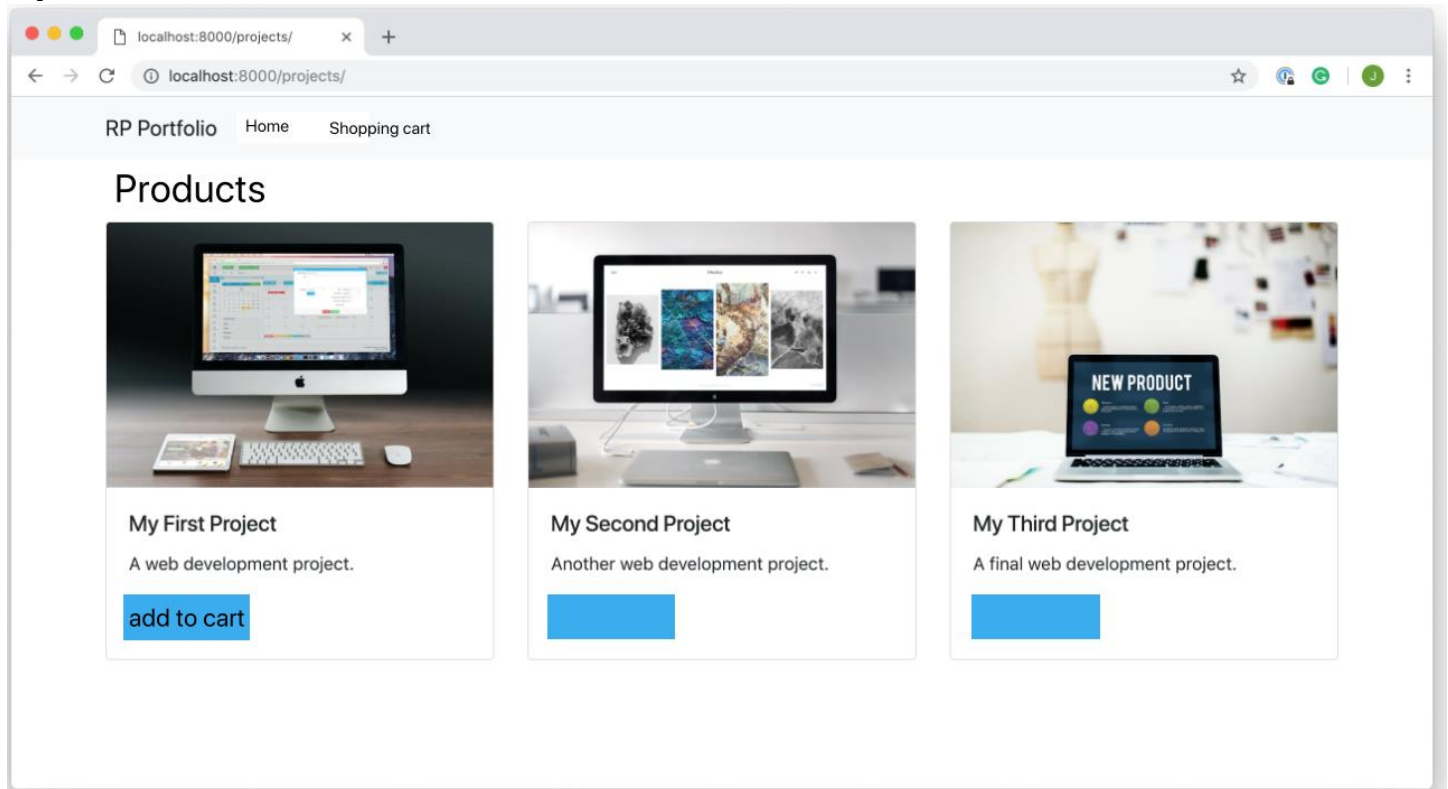 localhost:8000/projects/
localhost:8000/projects/
J
RP Portfolio Home Shopping cart
Products
Media
NEW PRODUCT
My First Project
My Second Project
My Third Project
A web development project.
Another web development project.
A final web development project.
add to cart